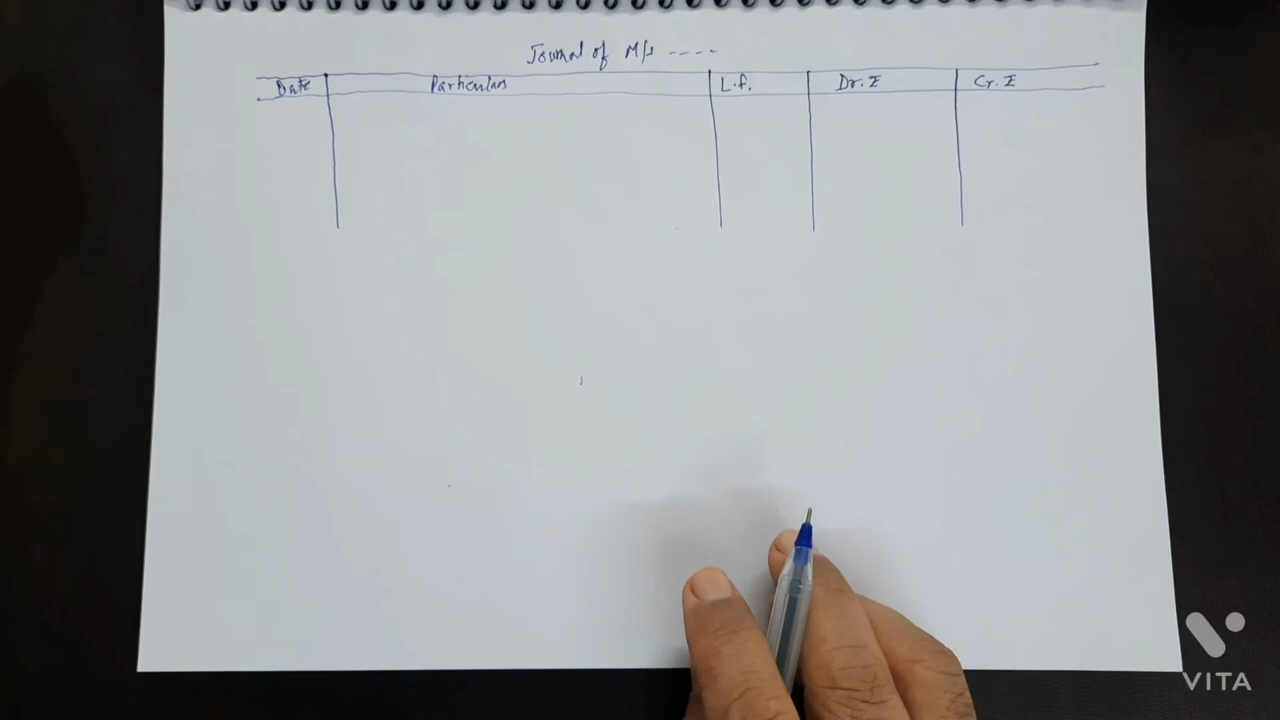 Journal of M/s ----
Date Particulars L.f. Dr. ₹ Cr. ₹
VITA